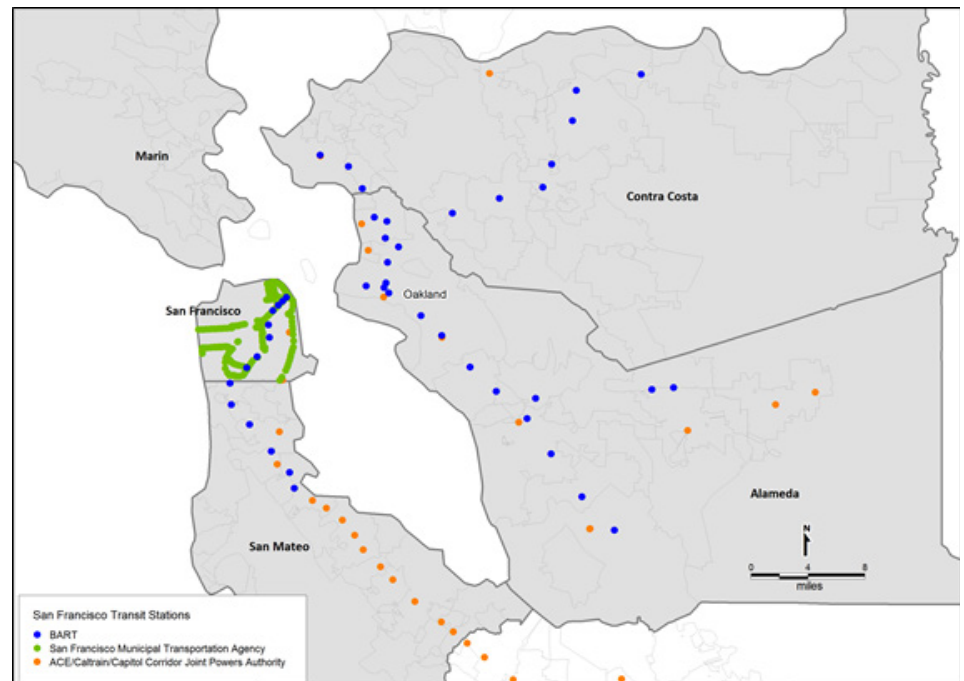 Marin
Contra Costa
San Francisco
Oakland
Alameda
San Mateo
N
0 4 8
miles
San Francisco Transit Stations
BART
San Francisco Municipal Transportation Agency
ACE/Caltrain/Capitol Corridor Joint Powers Authority